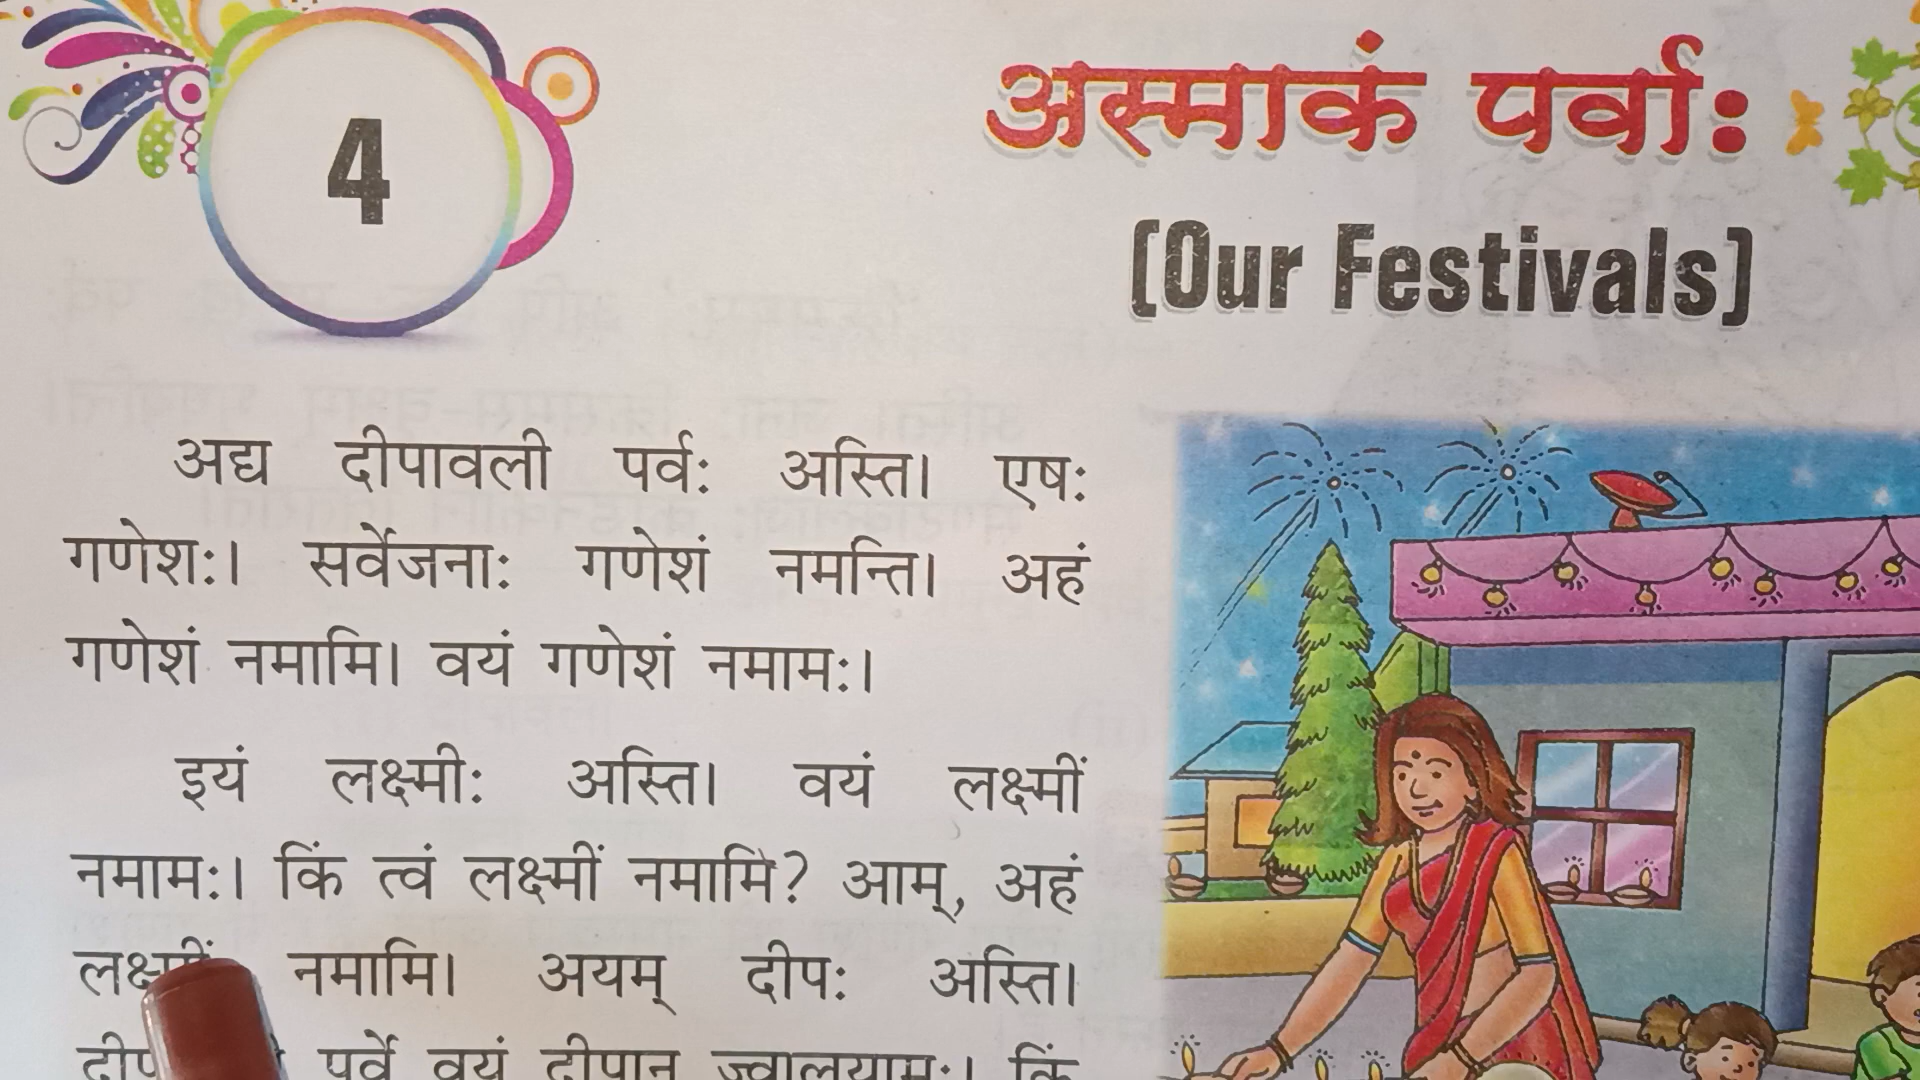 4
अस्माकं पर्वाः
(Our Festivals)
अद्य दीपावली पर्वः अस्ति। एषः
गणेशः। सर्वेजनाः गणेशं नमन्ति। अहं
गणेशं नमामि। वयं गणेशं नमामः।
इयं लक्ष्मीः अस्ति। वयं लक्ष्मीं
नमामः। किं त्वं लक्ष्मीं नमामि? आम्, अहं
लक्ष्मीं नमामि। अयम् दीपः अस्ति।
पर्वे वयं दीपान् ज्वालयामः। किं